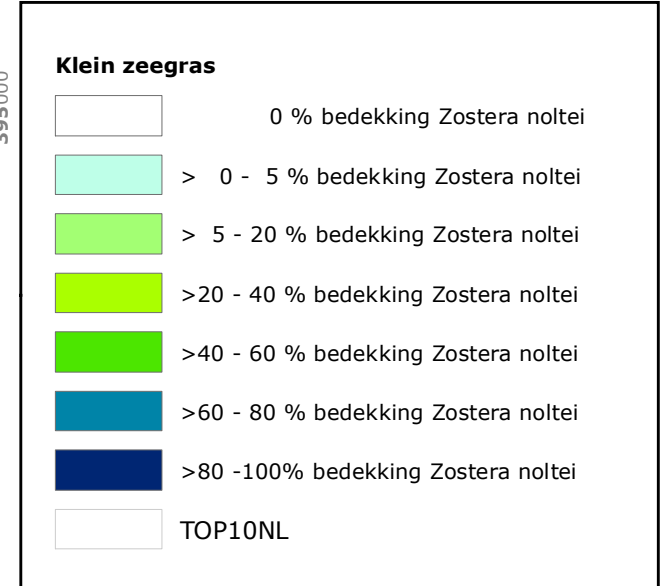 395000
Klein zeegras
0 % bedekking Zostera noltei
> 0 - 5 % bedekking Zostera noltei
> 5 - 20 % bedekking Zostera noltei
>20 - 40 % bedekking Zostera noltei
>40 - 60 % bedekking Zostera noltei
>60 - 80 % bedekking Zostera noltei
>80 -100% bedekking Zostera noltei
TOP10NL